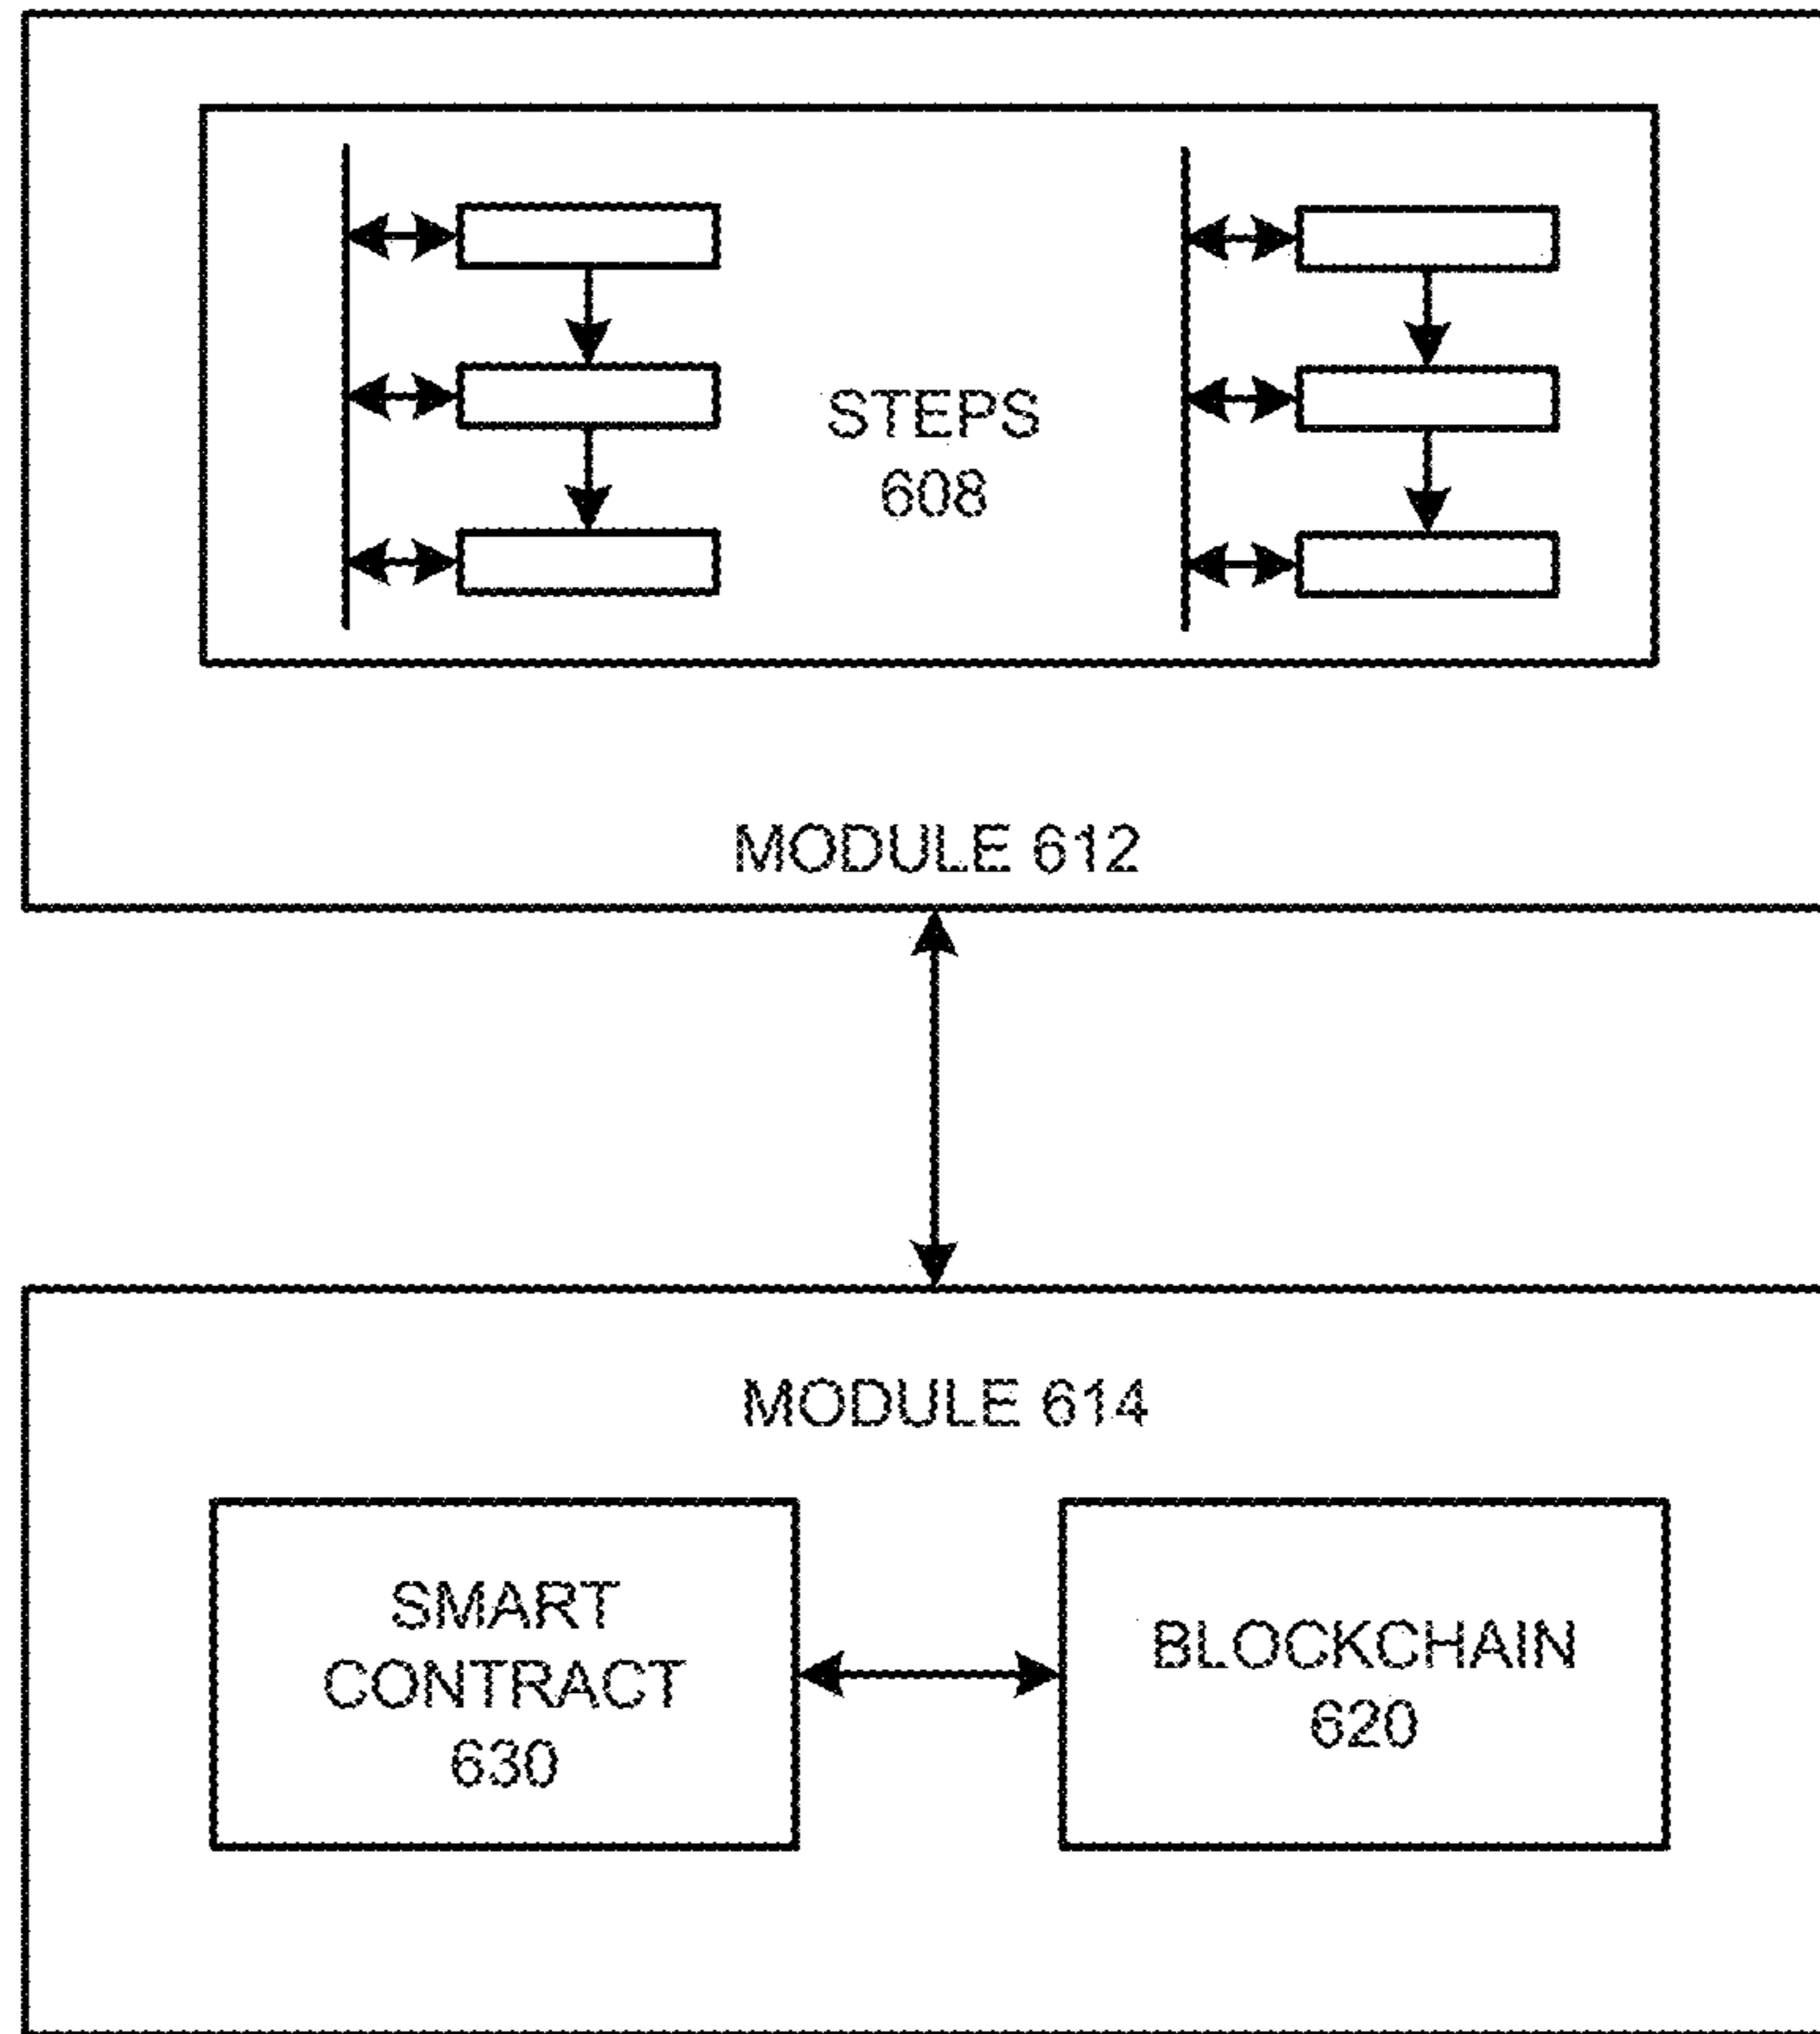 STEPS
608
MODULE 612
MODULE 614
SMART
CONTRACT
630
BLOCKCHAIN
620